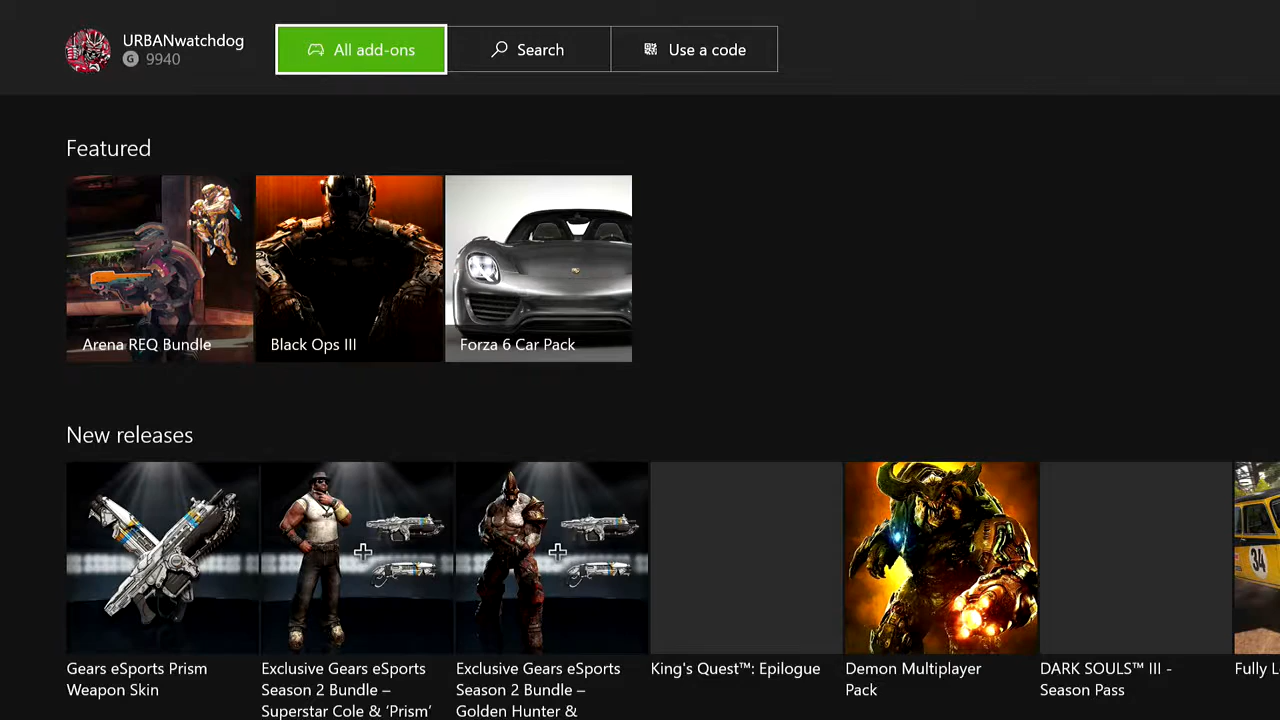 URBANwatchdog
G 9940
All add-ons
Search
Use a code
Featured
Arena REQ Bundle
Black Ops III
Forza 6 Car Pack
New releases
34
Gears eSports Prism
Weapon Skin
Exclusive Gears eSports
Season 2 Bundle –
Superstar Cole & ‘Prism’
Exclusive Gears eSports
Season 2 Bundle –
Golden Hunter &
King's Quest™: Epilogue
Demon Multiplayer
Pack
DARK SOULS™ III -
Season Pass
Fully L